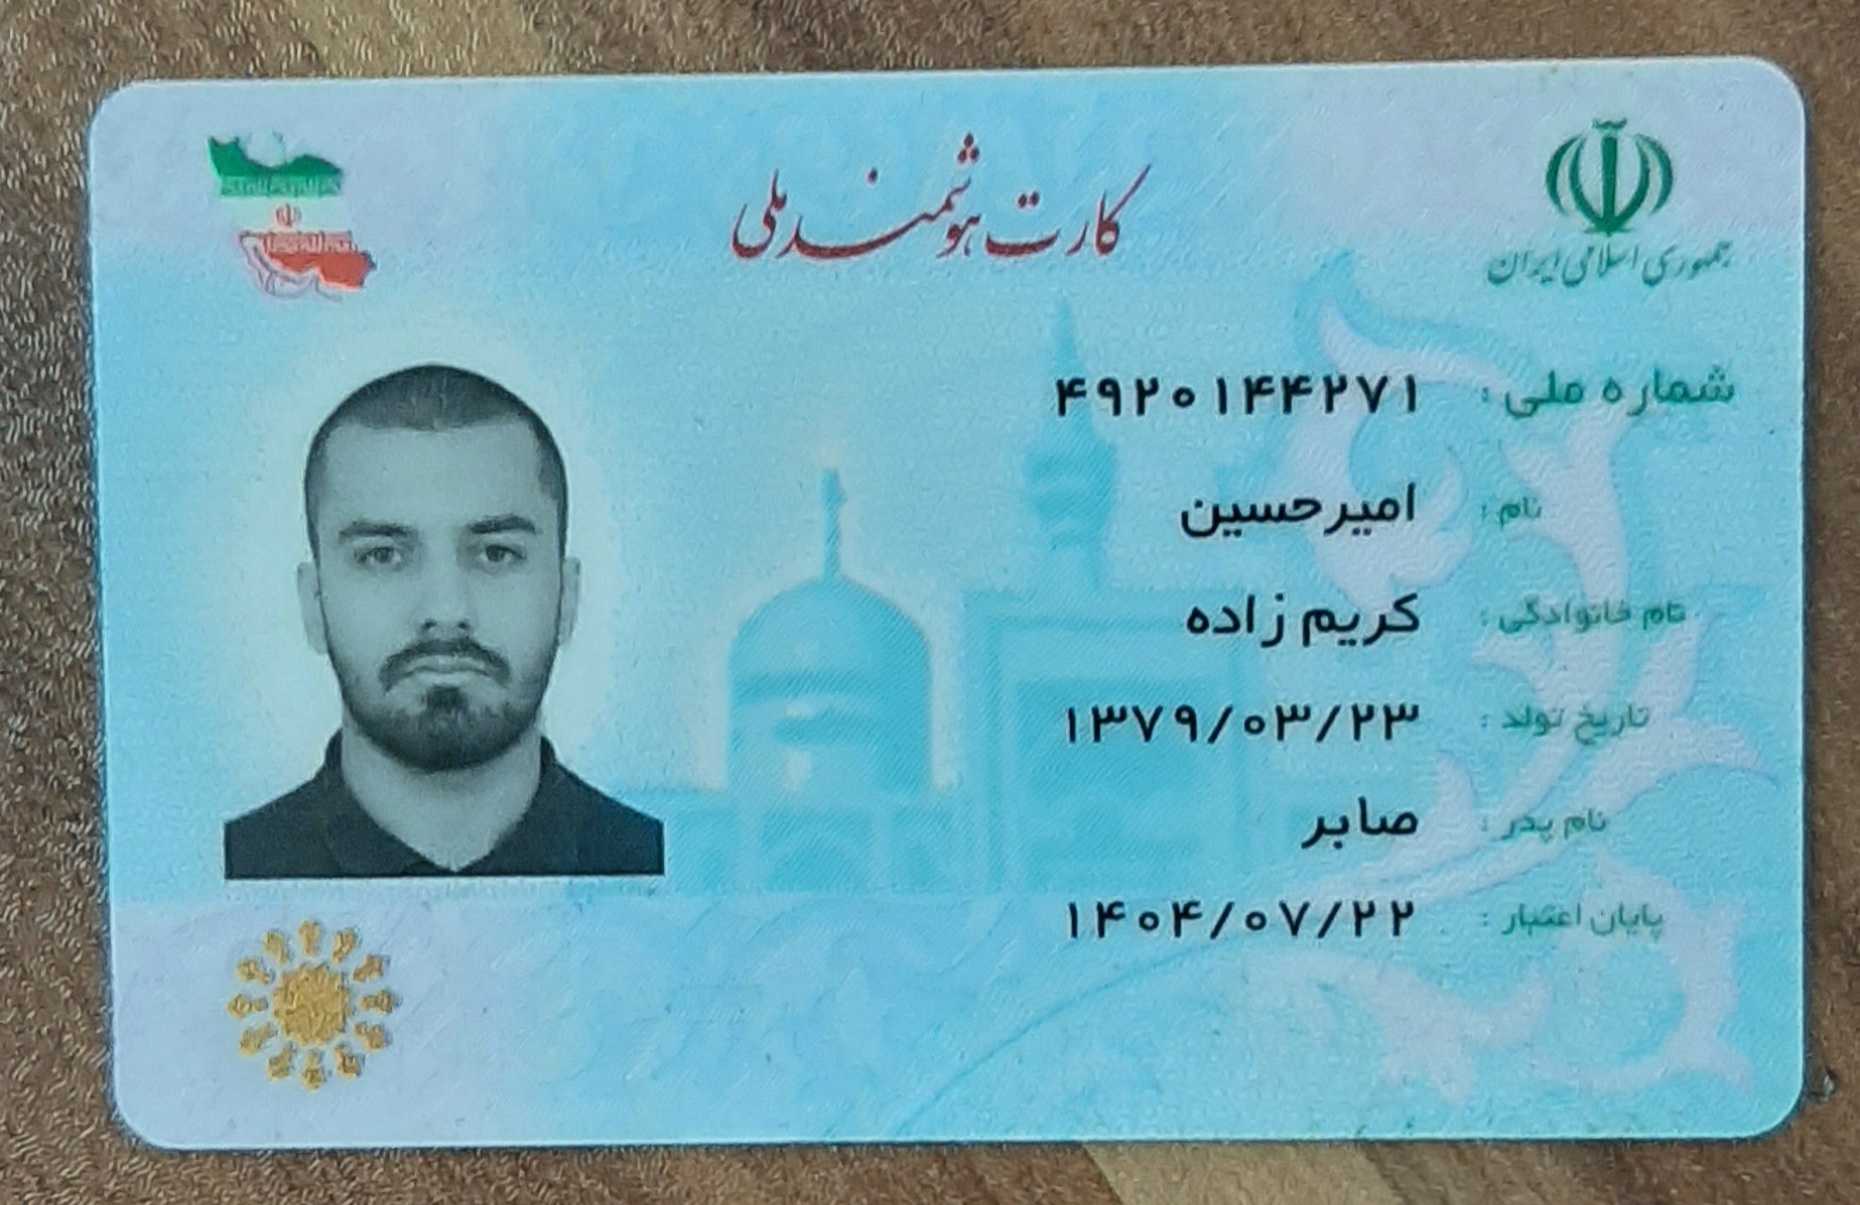 جمهوری اسلامی ایران
کارت هوشمند ملی
شماره ملی : ۴۹۲۰۱۴۴۲۷۱
نام : امیرحسین
نام خانوادگی : کریم زاده
تاریخ تولد : ۱۳۷۹/۰۳/۲۳
نام پدر : صابر
پایان اعتبار : ۱۴۰۴/۰۷/۲۲